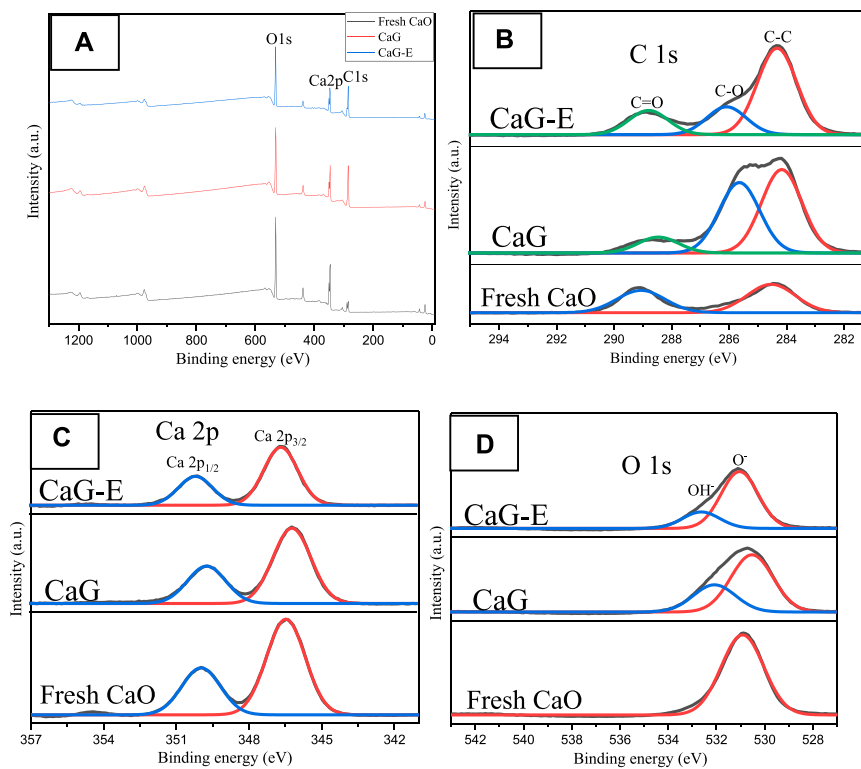 A
Fresh CaO
CaG
CaG-E
O1s
Ca2p
C1s
Intensity (a.u.)
1200 1000 800 600 400 200 0
Binding energy (eV)
B
C 1s
C-C
C-O
C=O
CaG-E
CaG
Fresh CaO
Intensity (a.u.)
294 292 290 288 286 284 282
Binding energy (eV)
C
Ca 2p
Ca 2p3/2
Ca 2p1/2
CaG-E
CaG
Fresh CaO
Intensity (a.u.)
357 354 351 348 345 342
Binding energy (eV)
D
O 1s
O-
OH-
CaG-E
CaG
Fresh CaO
Intensity (a.u.)
542 540 538 536 534 532 530 528
Binding energy (eV)